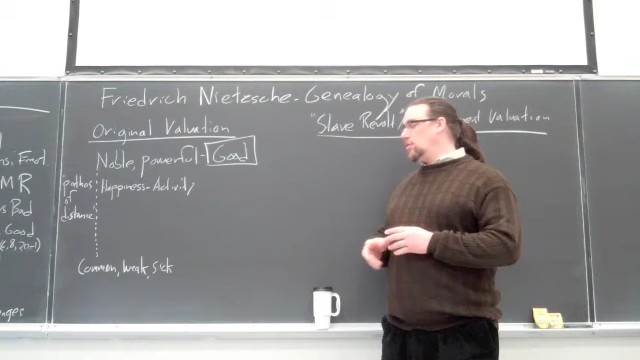 Friedrich Nietzsche - Genealogy of Morals
Original Valuation
Noble, powerful - Good
pathos of distance
Happiness - Activity
Common, weak, sick
"Slave Revolt Valuation
MR
Bad
Good